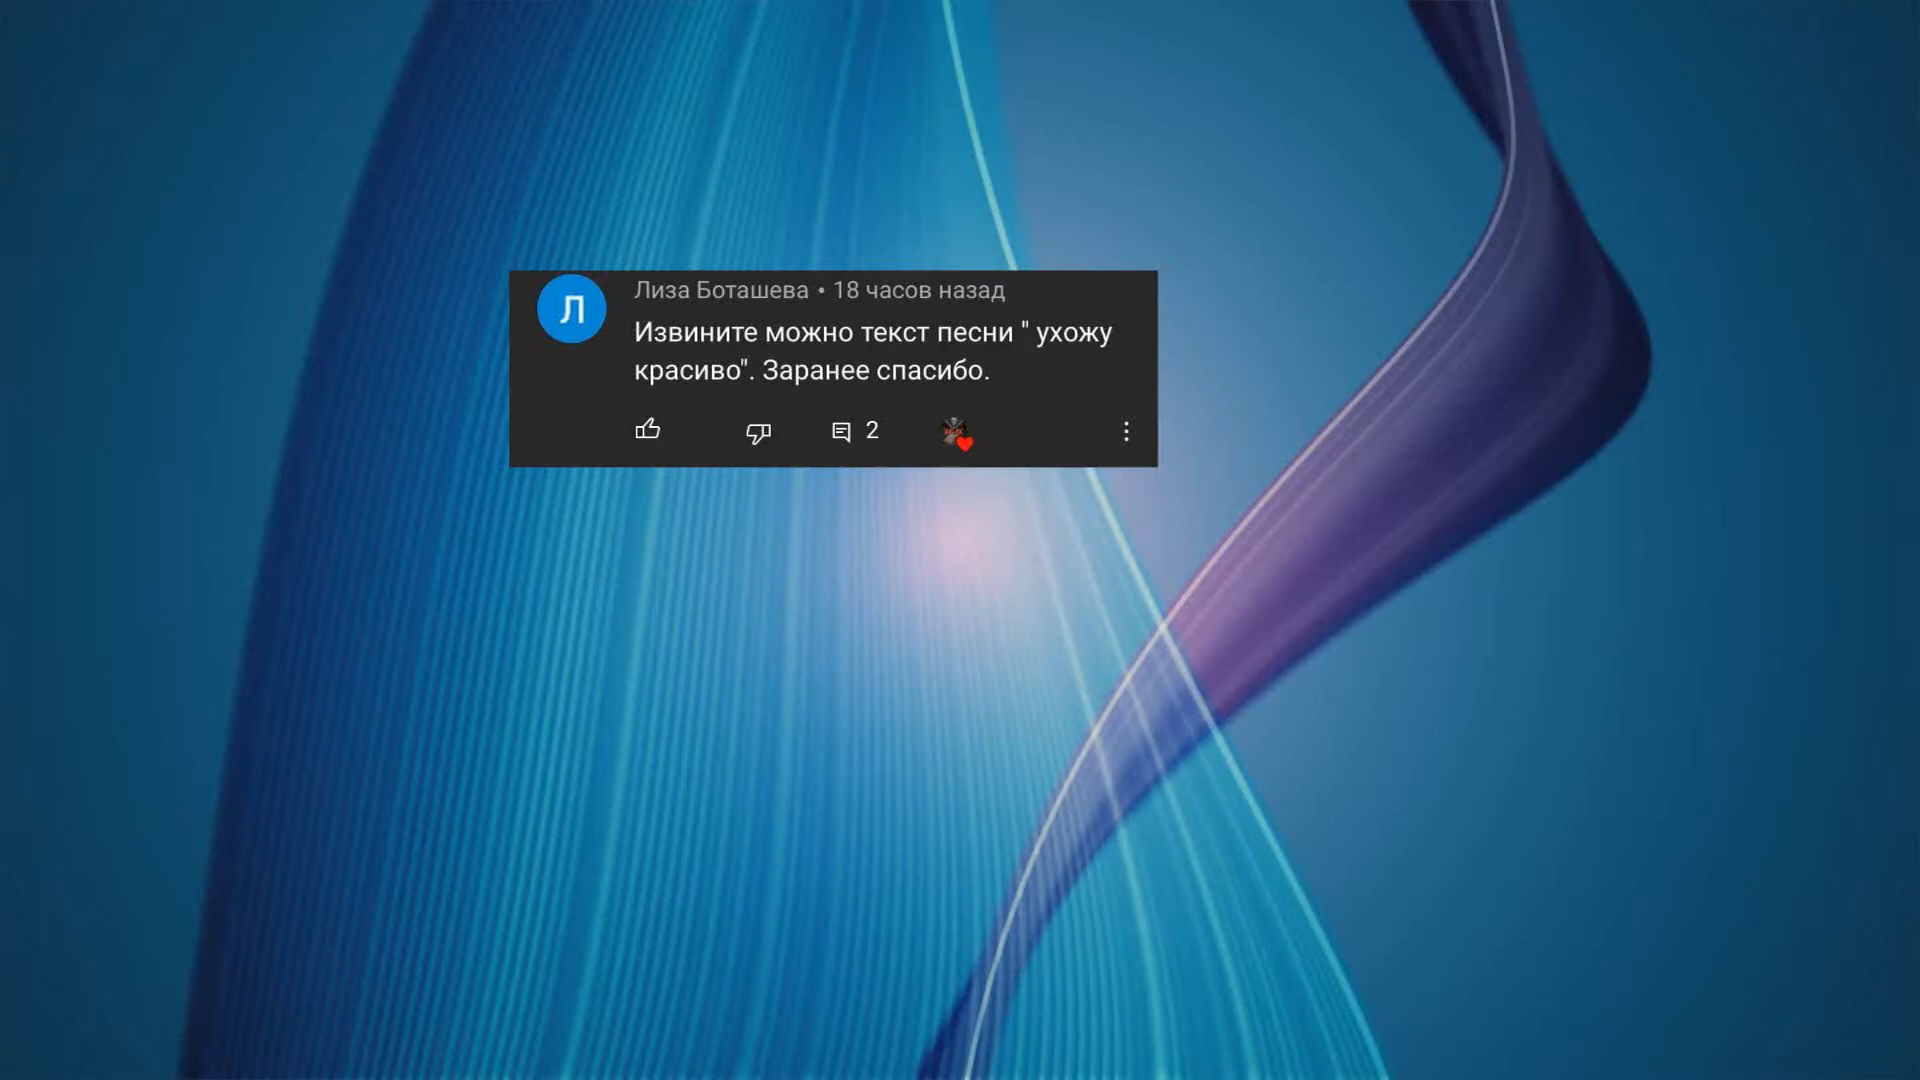 Л
Лиза Боташева • 18 часов назад
Извините можно текст песни " ухожу
красиво". Заранее спасибо.
2